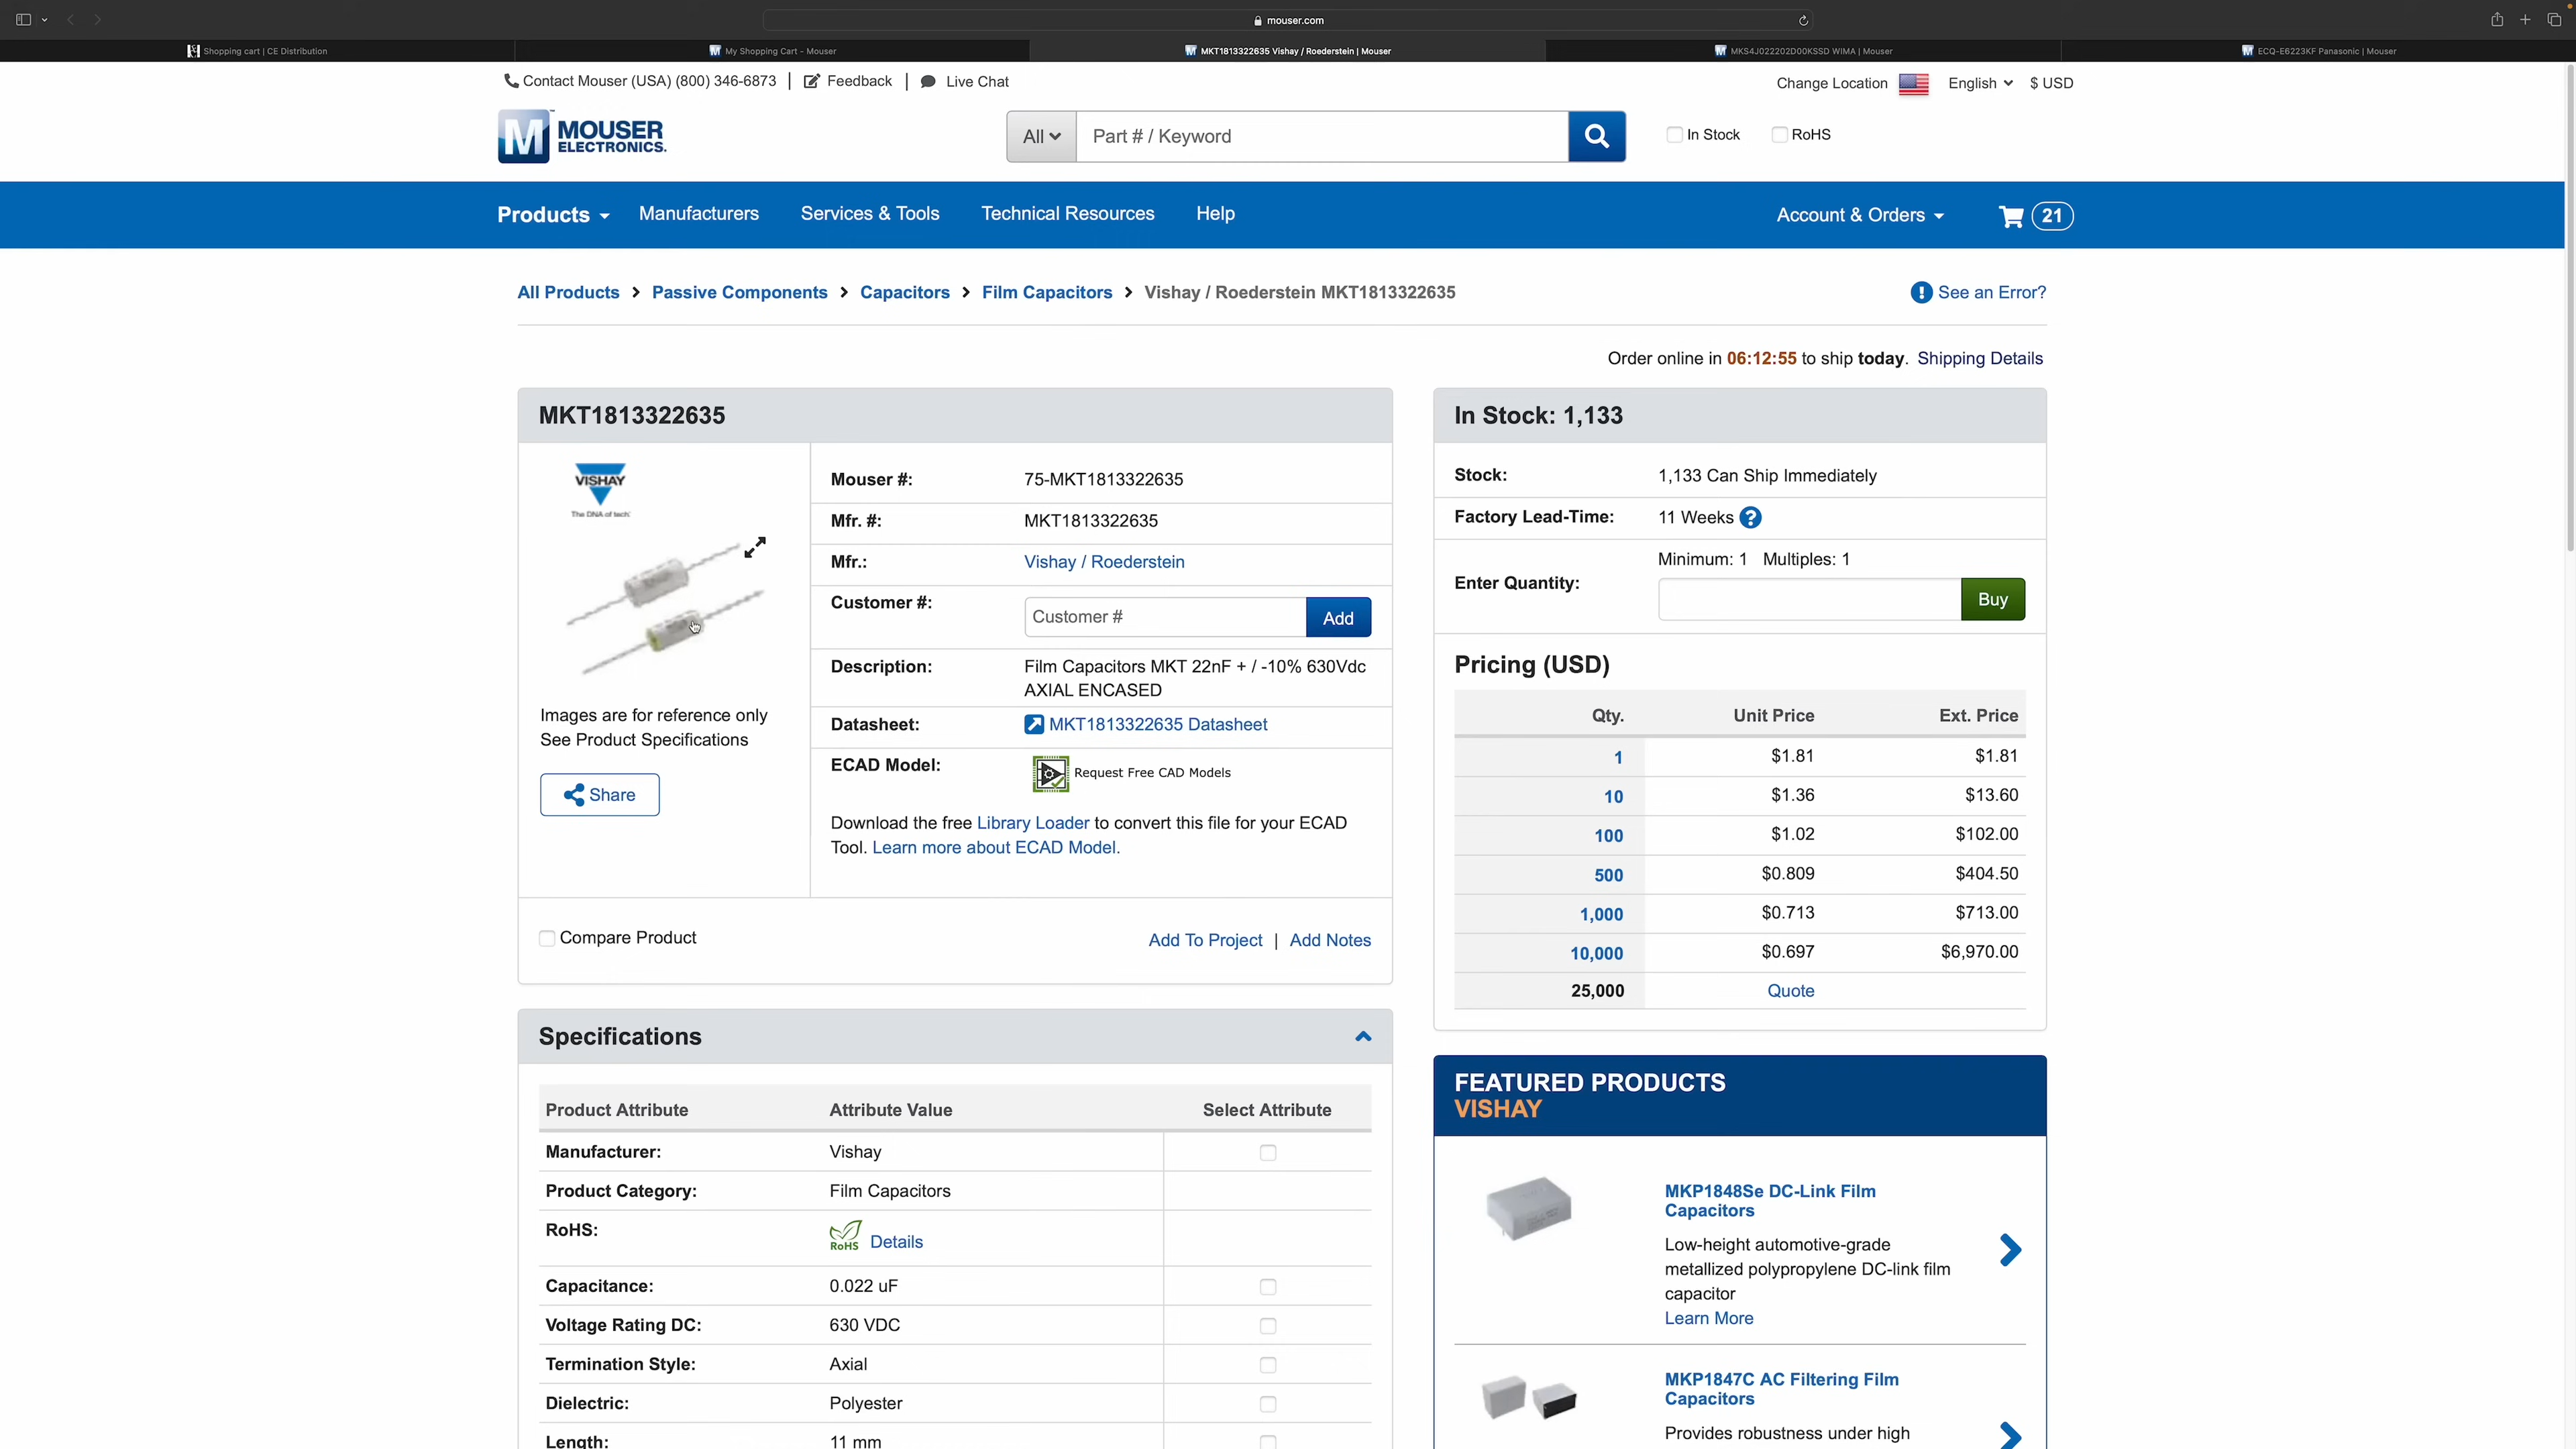 mouser.com
Shopping cart | CE Distribution
My Shopping Cart - Mouser
MKT1813322635 Vishay / Roederstein | Mouser
MKS4J022202D00KSSD WIMA | Mouser
ECQ-E6223KF Panasonic | Mouser
Contact Mouser (USA) (800) 346-6873 | Feedback | Live Chat
Change Location English $ USD
M MOUSER ELECTRONICS.
All Part # / Keyword
In Stock RoHS
Products Manufacturers Services & Tools Technical Resources Help
Account & Orders 21
All Products > Passive Components > Capacitors > Film Capacitors > Vishay / Roederstein MKT1813322635
See an Error?
Order online in 06:12:55 to ship today. Shipping Details
MKT1813322635
VISHAY
The DNA of tech
Images are for reference only
See Product Specifications
Share
Mouser #: 75-MKT1813322635
Mfr. #: MKT1813322635
Mfr.: Vishay / Roederstein
Customer #: Customer # Add
Description: Film Capacitors MKT 22nF + / -10% 630Vdc
AXIAL ENCASED
Datasheet: MKT1813322635 Datasheet
ECAD Model: Request Free CAD Models
Download the free Library Loader to convert this file for your ECAD
Tool. Learn more about ECAD Model.
Compare Product
Add To Project | Add Notes
In Stock: 1,133
Stock: 1,133 Can Ship Immediately
Factory Lead-Time: 11 Weeks ?
Minimum: 1 Multiples: 1
Enter Quantity: Buy
Pricing (USD)
Qty. Unit Price Ext. Price
1 $1.81 $1.81
10 $1.36 $13.60
100 $1.02 $102.00
500 $0.809 $404.50
1,000 $0.713 $713.00
10,000 $0.697 $6,970.00
25,000 Quote
Specifications
Product Attribute Attribute Value Select Attribute
Manufacturer: Vishay
Product Category: Film Capacitors
RoHS: RoHS Details
Capacitance: 0.022 uF
Voltage Rating DC: 630 VDC
Termination Style: Axial
Dielectric: Polyester
Length: 11 mm
FEATURED PRODUCTS
VISHAY
MKP1848Se DC-Link Film
Capacitors
Low-height automotive-grade
metallized polypropylene DC-link film
capacitor
Learn More
MKP1847C AC Filtering Film
Capacitors
Provides robustness under high